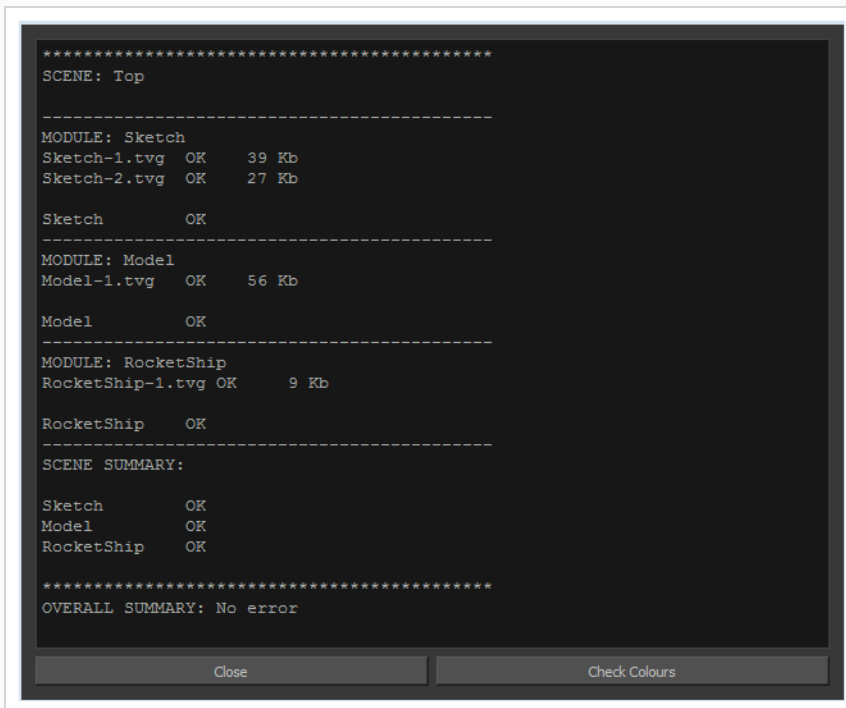 ********************************************
SCENE: Top
--------------------------------------------
MODULE: Sketch
Sketch-1.tvg  OK    39 Kb
Sketch-2.tvg  OK    27 Kb
Sketch        OK
--------------------------------------------
MODULE: Model
Model-1.tvg   OK    56 Kb
Model         OK
--------------------------------------------
MODULE: RocketShip
RocketShip-1.tvg OK     9 Kb
RocketShip    OK
--------------------------------------------
SCENE SUMMARY:
Sketch        OK
Model         OK
RocketShip    OK
********************************************
OVERALL SUMMARY: No error
Close    Check Colours